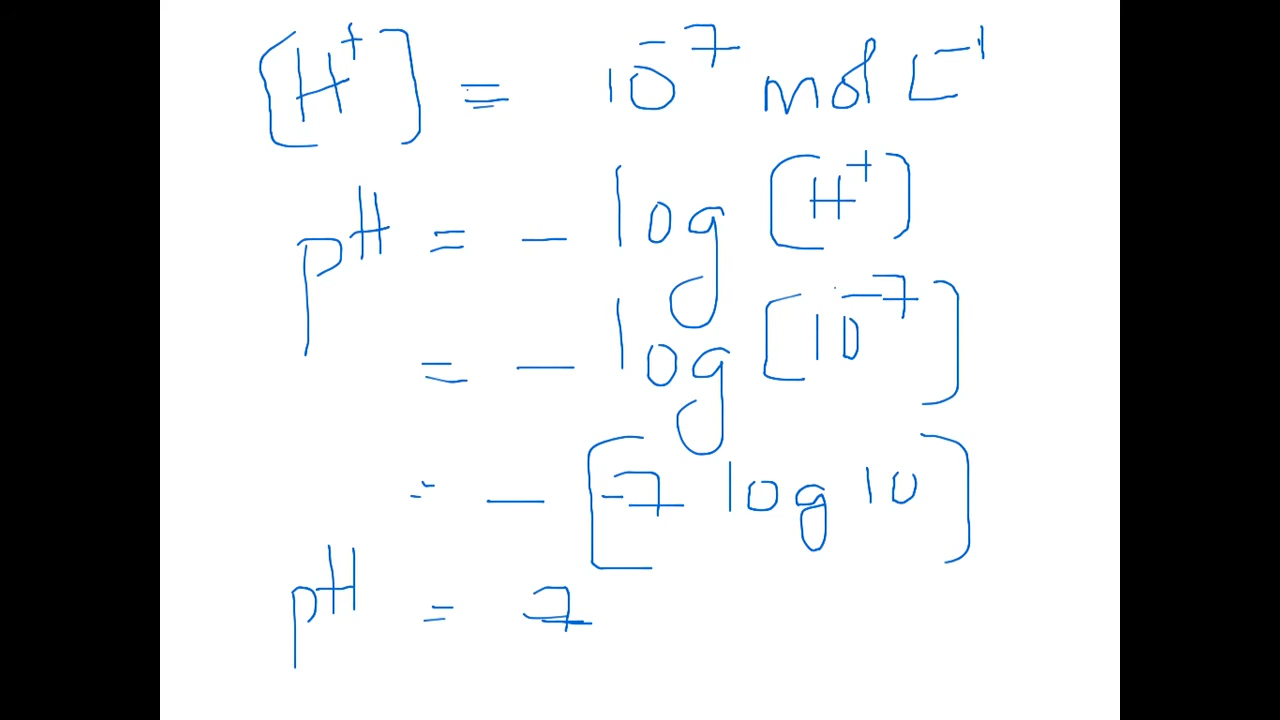 [H⁺] = 10⁻⁷ mol L⁻¹
pH = - log [H⁺]
= - log [10⁻⁷]
= - [-7 log 10]
pH = 7